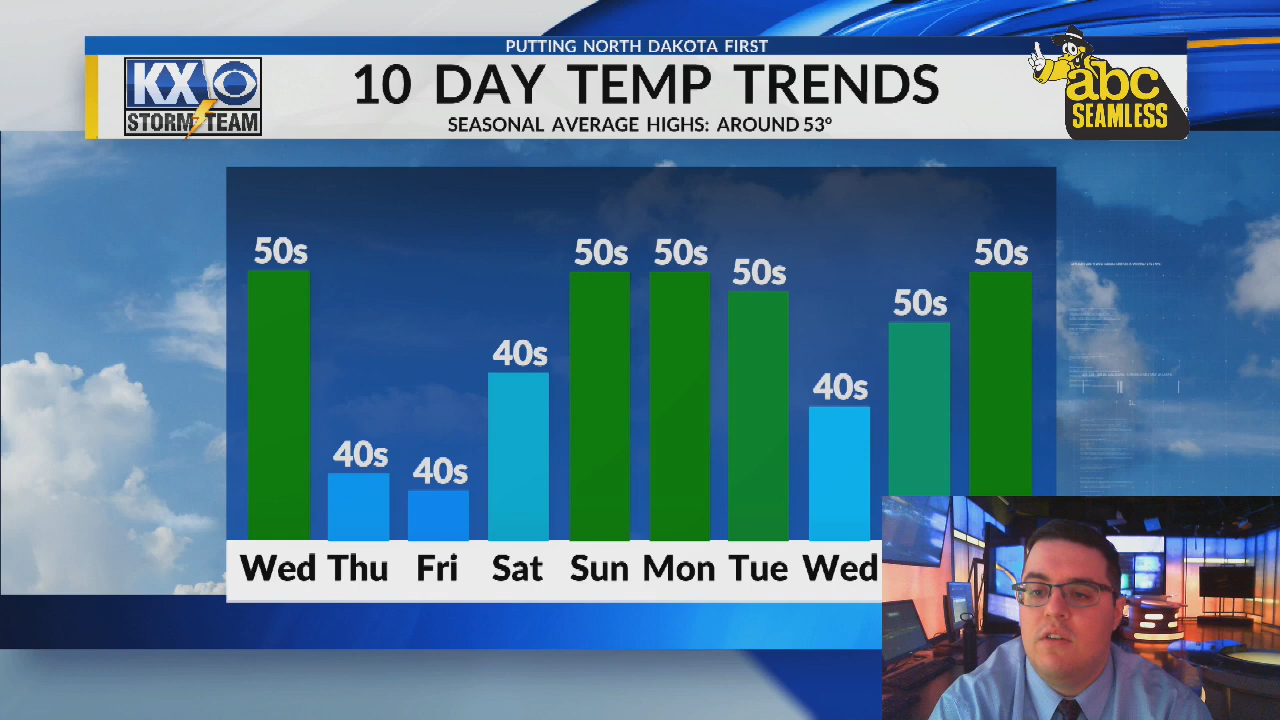 PUTTING NORTH DAKOTA FIRST
KX
STORM TEAM
10 DAY TEMP TRENDS
SEASONAL AVERAGE HIGHS: AROUND 53°
abc
SEAMLESS
50s
40s
40s
40s
50s
50s
50s
40s
50s
50s
Wed Thu Fri Sat Sun Mon Tue Wed